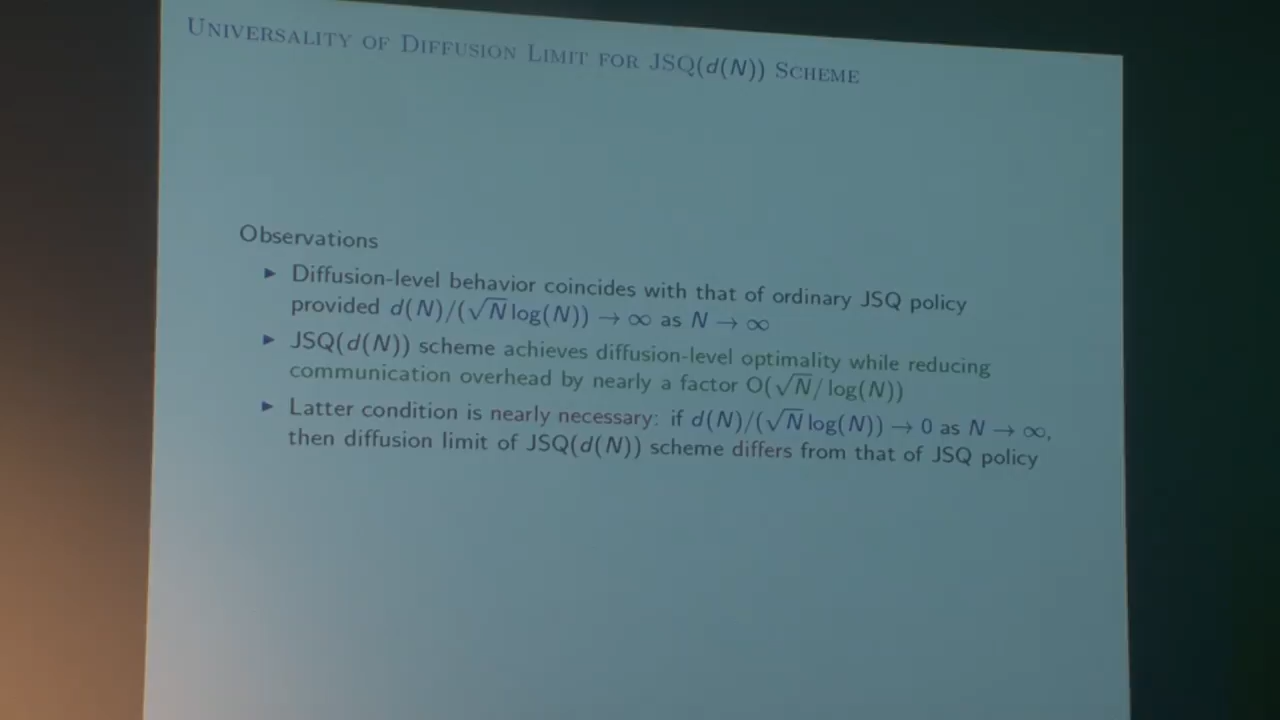 UNIVERSALITY OF DIFFUSION LIMIT FOR JSQ(d(N)) SCHEME
Observations
▶ Diffusion-level behavior coincides with that of ordinary JSQ policy
provided d(N)/(√N log(N)) → ∞ as N → ∞
▶ JSQ(d(N)) scheme achieves diffusion-level optimality while reducing
communication overhead by nearly a factor O(√N/ log(N))
▶ Latter condition is nearly necessary: if d(N)/(√N log(N)) → 0 as N → ∞,
then diffusion limit of JSQ(d(N)) scheme differs from that of JSQ policy